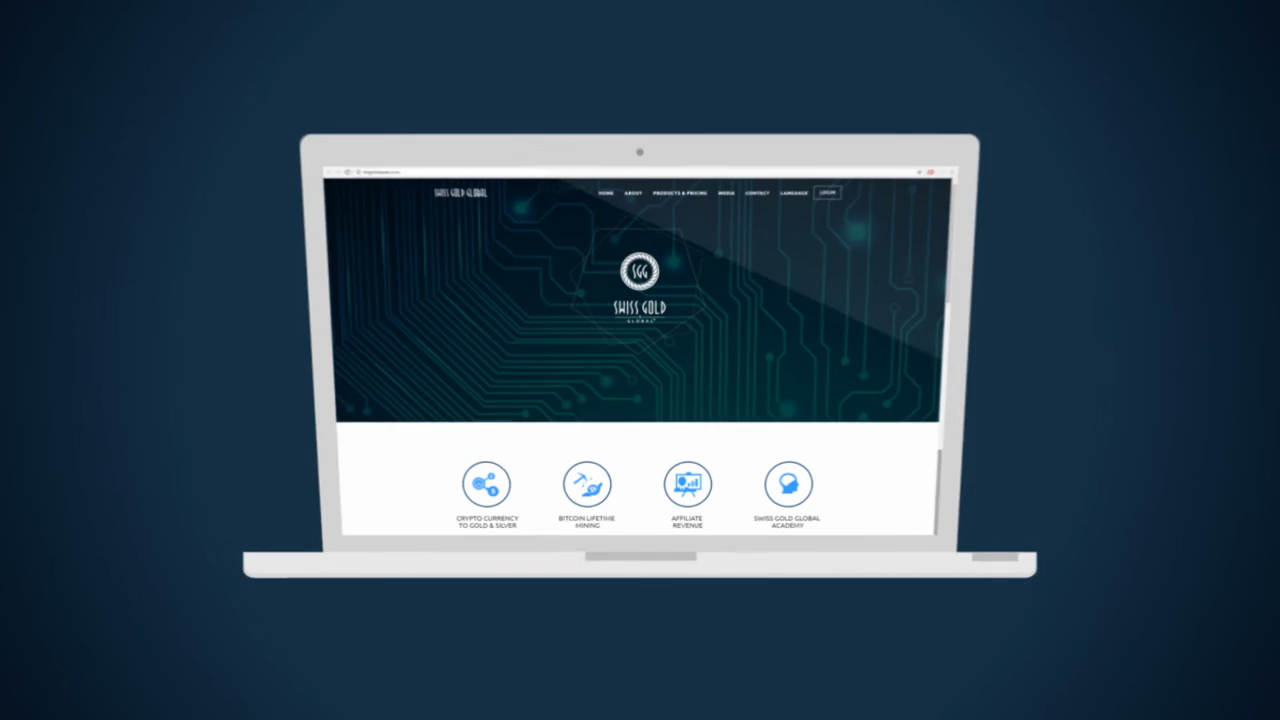 SWISS GOLD GLOBAL
HOME ABOUT PRODUCTS & PRICING MEDIA CONTACT LANGUAGE LOGIN
SGG
SWISS GOLD
GLOBAL
CRYPTO CURRENCY
TO GOLD & SILVER
BITCOIN LIFETIME
MINING
AFFILIATE
REVENUE
SWISS GOLD GLOBAL
ACADEMY